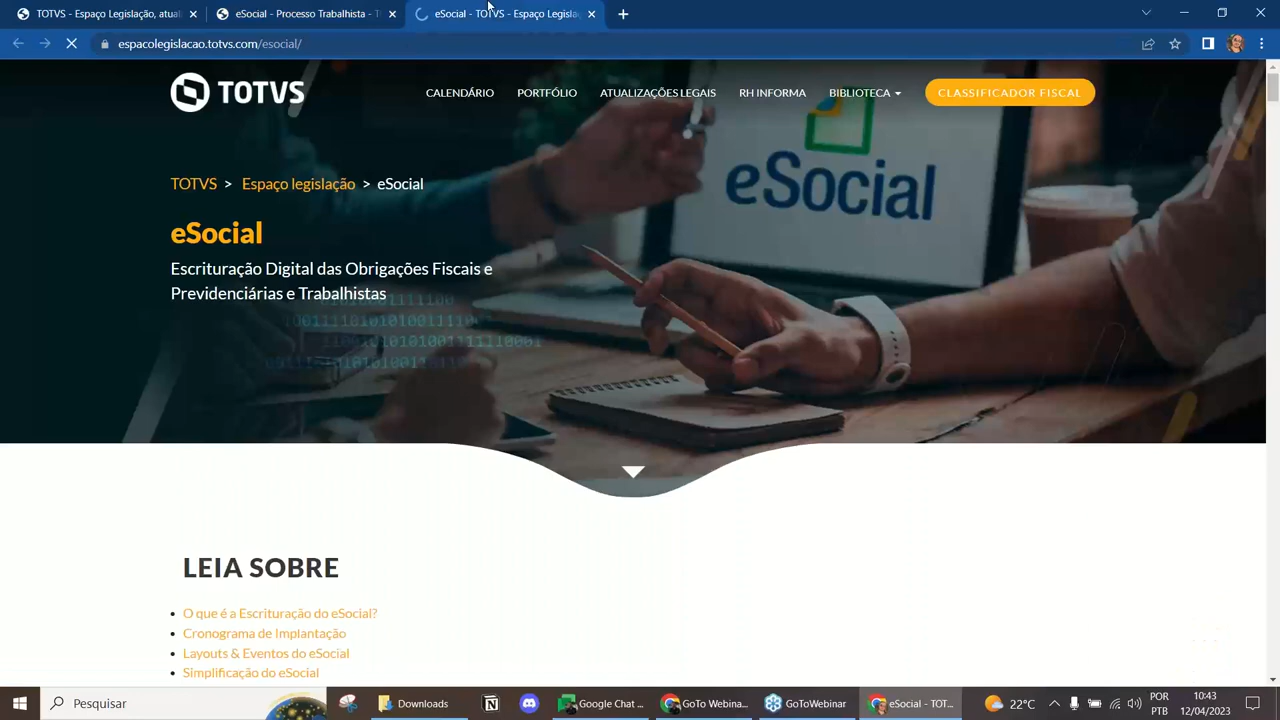 TOTVS - Espaço Legislação, atual
eSocial - Processo Trabalhista - T
eSocial - TOTVS - Espaço Legisla
espacolegislacao.totvs.com/esocial/
TOTVS
CALENDÁRIO
PORTFÓLIO
ATUALIZAÇÕES LEGAIS
RH INFORMA
BIBLIOTECA
CLASSIFICADOR FISCAL
eSocial
TOTVS > Espaço legislação > eSocial
eSocial
Escrituração Digital das Obrigações Fiscais e
Previdenciárias e Trabalhistas
LEIA SOBRE
• O que é a Escrituração do eSocial?
• Cronograma de Implantação
• Layouts & Eventos do eSocial
• Simplificação do eSocial
Pesquisar
Downloads
Google Chat ...
GoTo Webina...
GoToWebinar
eSocial - TOT...
22°C
POR
PTB
10:43
12/04/2023